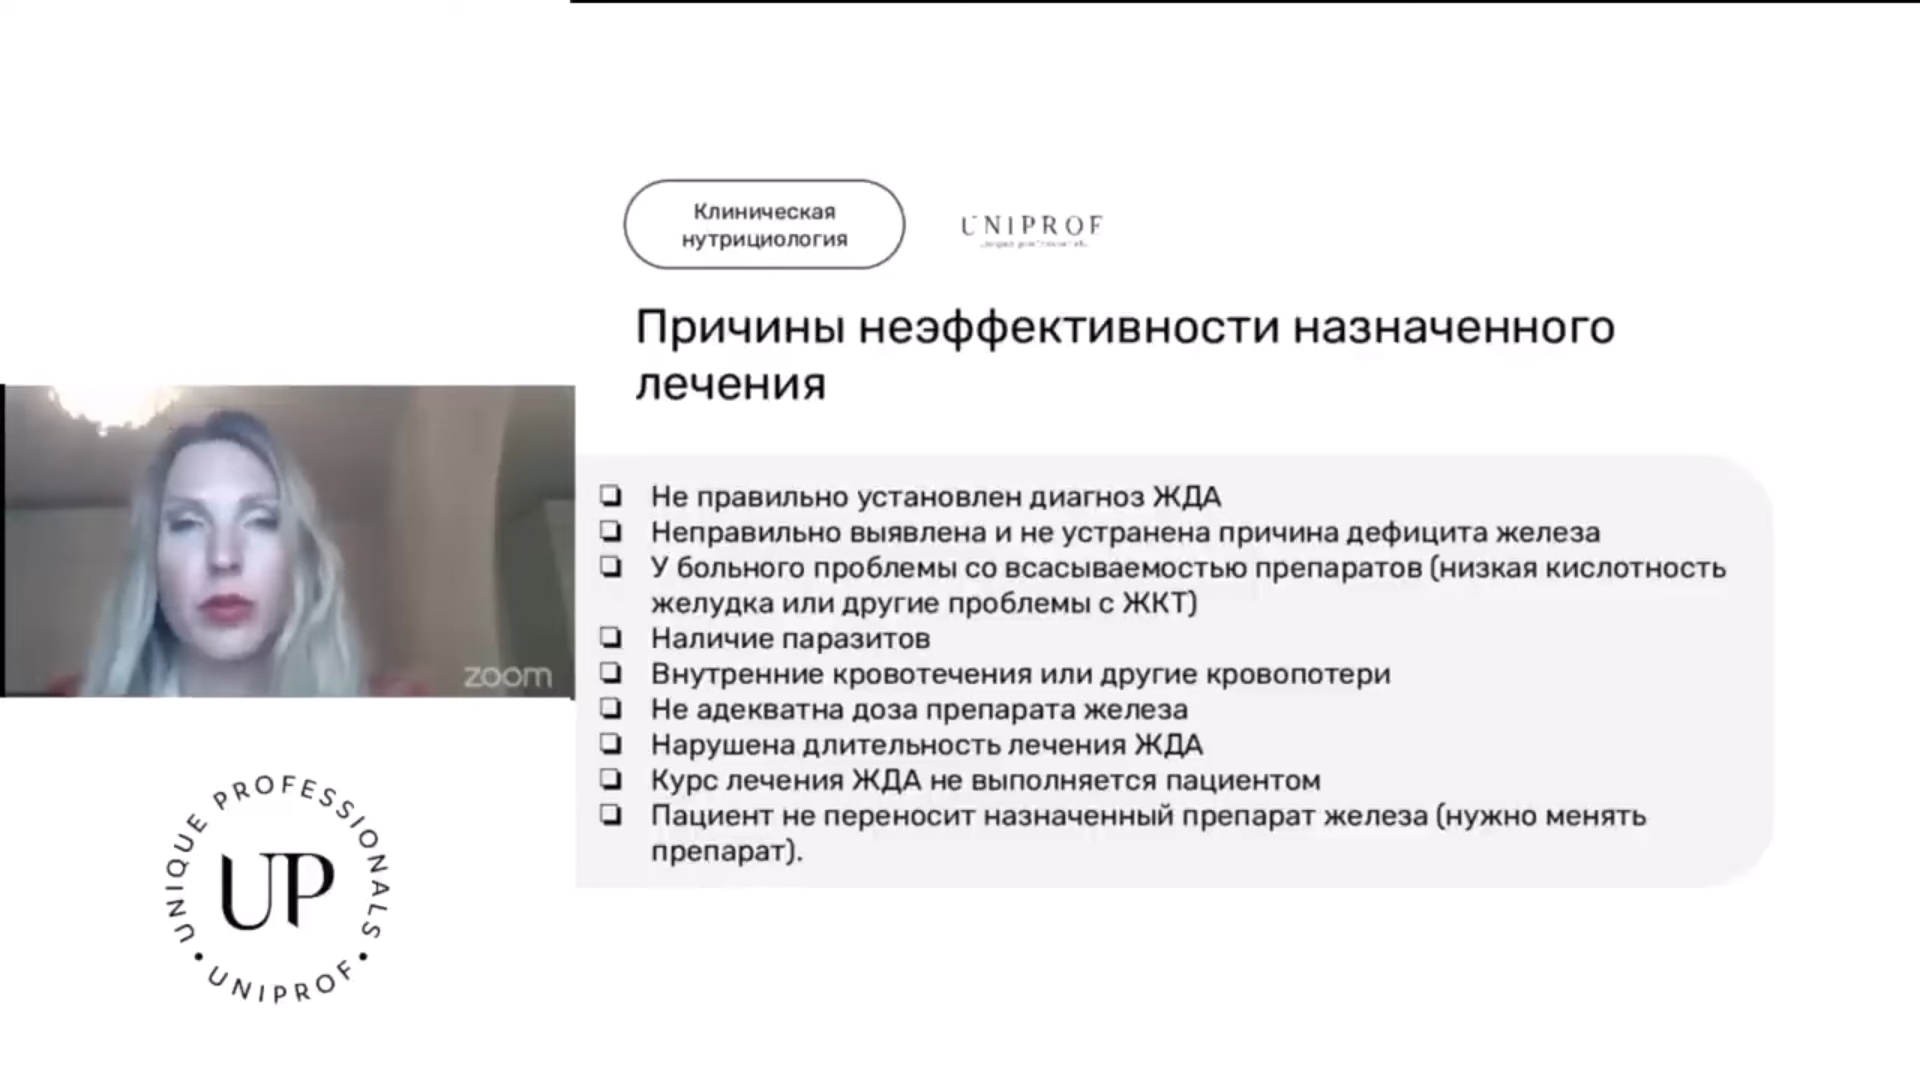 Клиническая
нутрициология
UNIPROF
Причины неэффективности назначенного
лечения
Не правильно установлен диагноз ЖДА
Неправильно выявлена и не устранена причина дефицита железа
У больного проблемы со всасываемостью препаратов (низкая кислотность
желудка или другие проблемы с ЖКТ)
Наличие паразитов
Внутренние кровотечения или другие кровопотери
Не адекватна доза препарата железа
Нарушена длительность лечения ЖДА
Курс лечения ЖДА не выполняется пациентом
Пациент не переносит назначенный препарат железа (нужно менять
препарат).
zoom
UNIQUE PROFESSIONALS
UP
UNIPROF